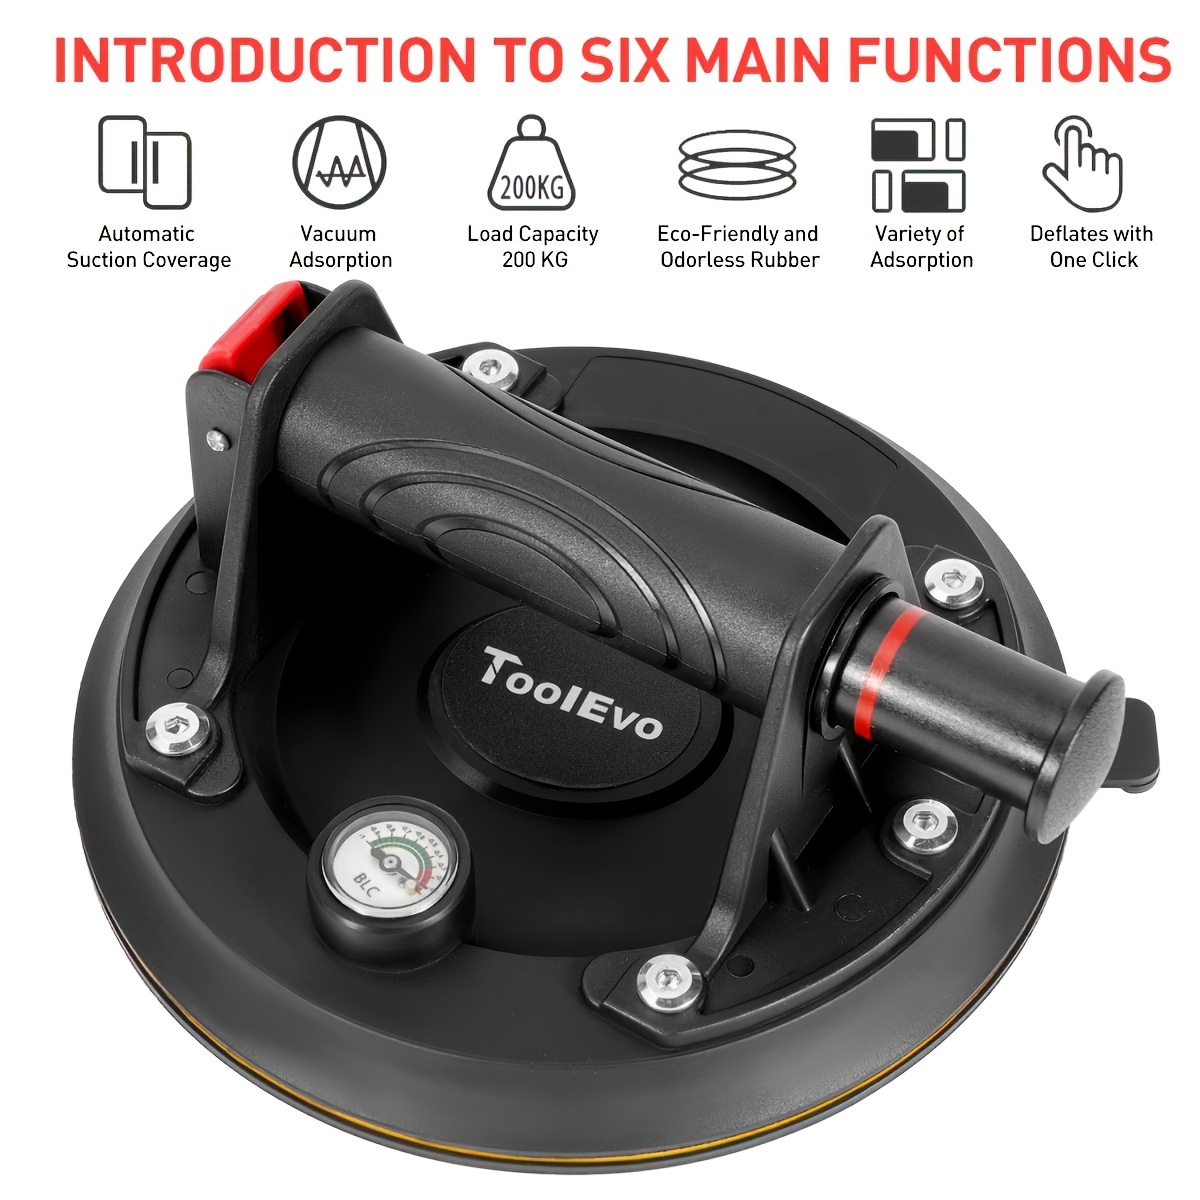 INTRODUCTION TO SIX MAIN FUNCTIONS
200KG
Automatic
Suction Coverage
Vacuum
Adsorption
Load Capacity
200 KG
Eco-Friendly and
Odorless Rubber
Variety of
Adsorption
Deflates with
One Click
ToolEvo
BLC